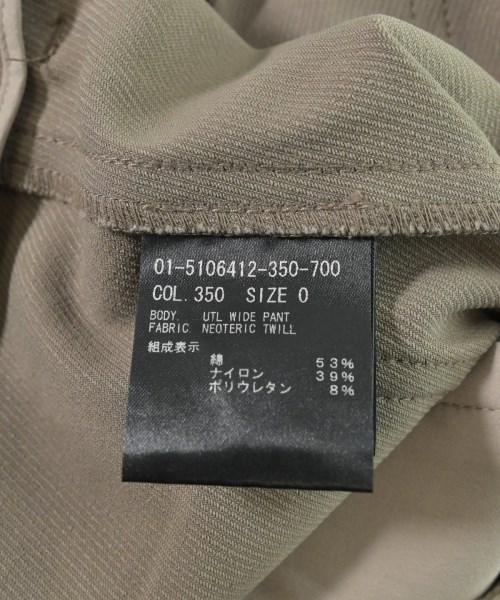 01-5106412-350-700
COL. 350 SIZE 0
BODY. UTL WIDE PANT
FABRIC. NEOTERIC TWILL
組成表示
綿 53%
ナイロン 39%
ポリウレタン 8%